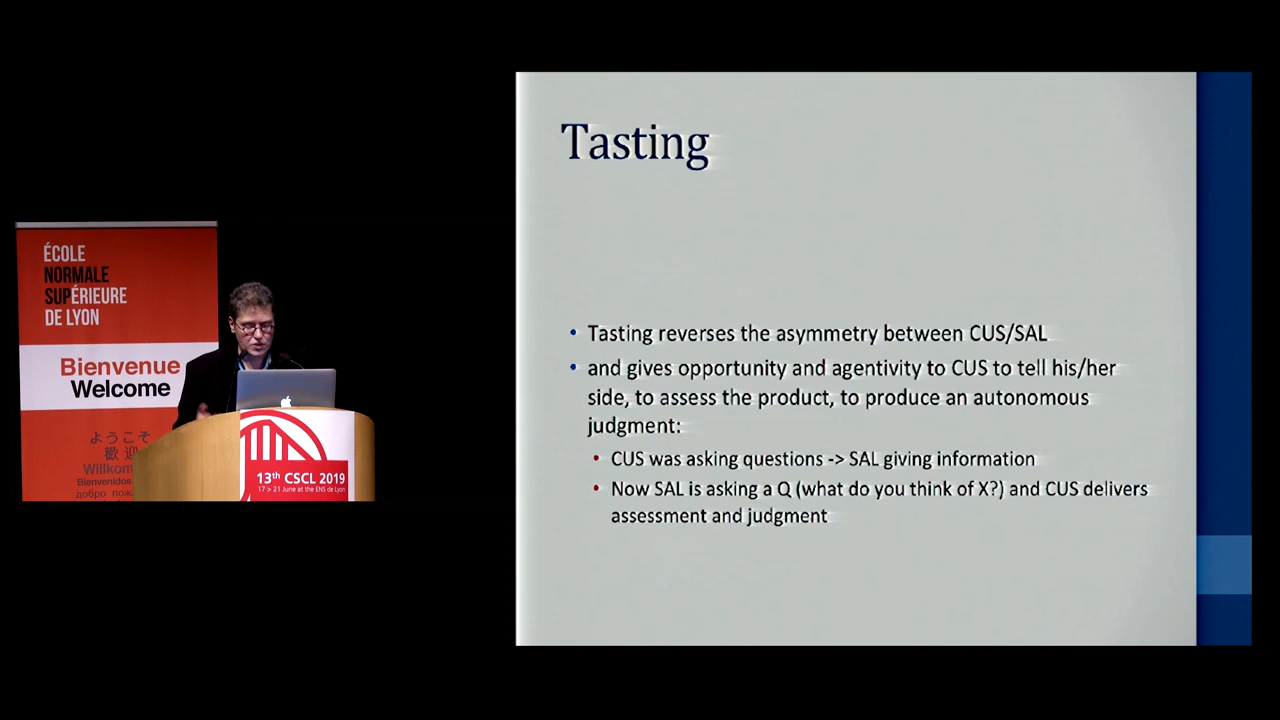 ÉCOLE
NORMALE
SUPÉRIEURE
DE LYON
Bienvenue
Welcome
ようこそ
歡迎
Bienvenidos
13th CSCL 2019
17 > 21 June at the ENS de Lyon
Tasting
• Tasting reverses the asymmetry between CUS/SAL
• and gives opportunity and agentivity to CUS to tell his/her
side, to assess the product, to produce an autonomous
judgment:
• CUS was asking questions -> SAL giving information
• Now SAL is asking a Q (what do you think of X?) and CUS delivers
assessment and judgment